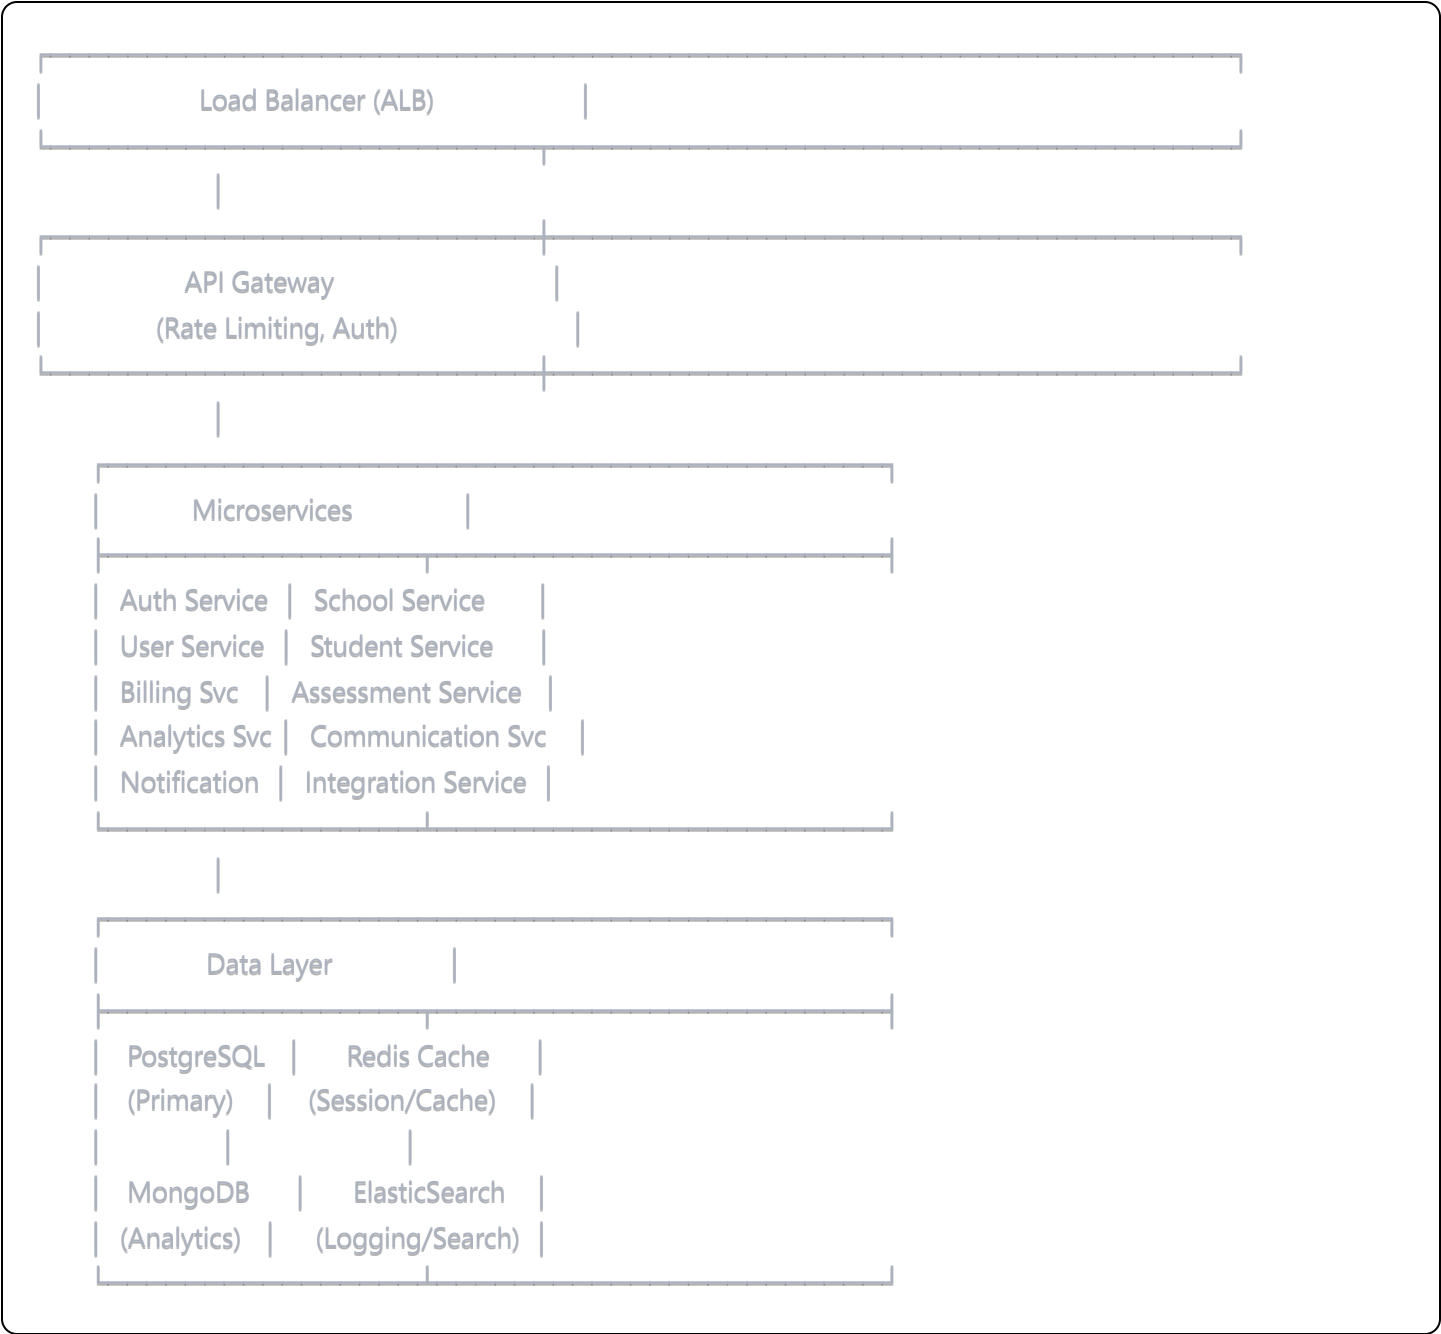 Load Balancer (ALB)
API Gateway
(Rate Limiting, Auth)
Microservices
Auth Service | School Service
User Service | Student Service
Billing Svc | Assessment Service
Analytics Svc | Communication Svc
Notification | Integration Service
Data Layer
PostgreSQL | Redis Cache
(Primary) | (Session/Cache)
MongoDB | ElasticSearch
(Analytics) | (Logging/Search)